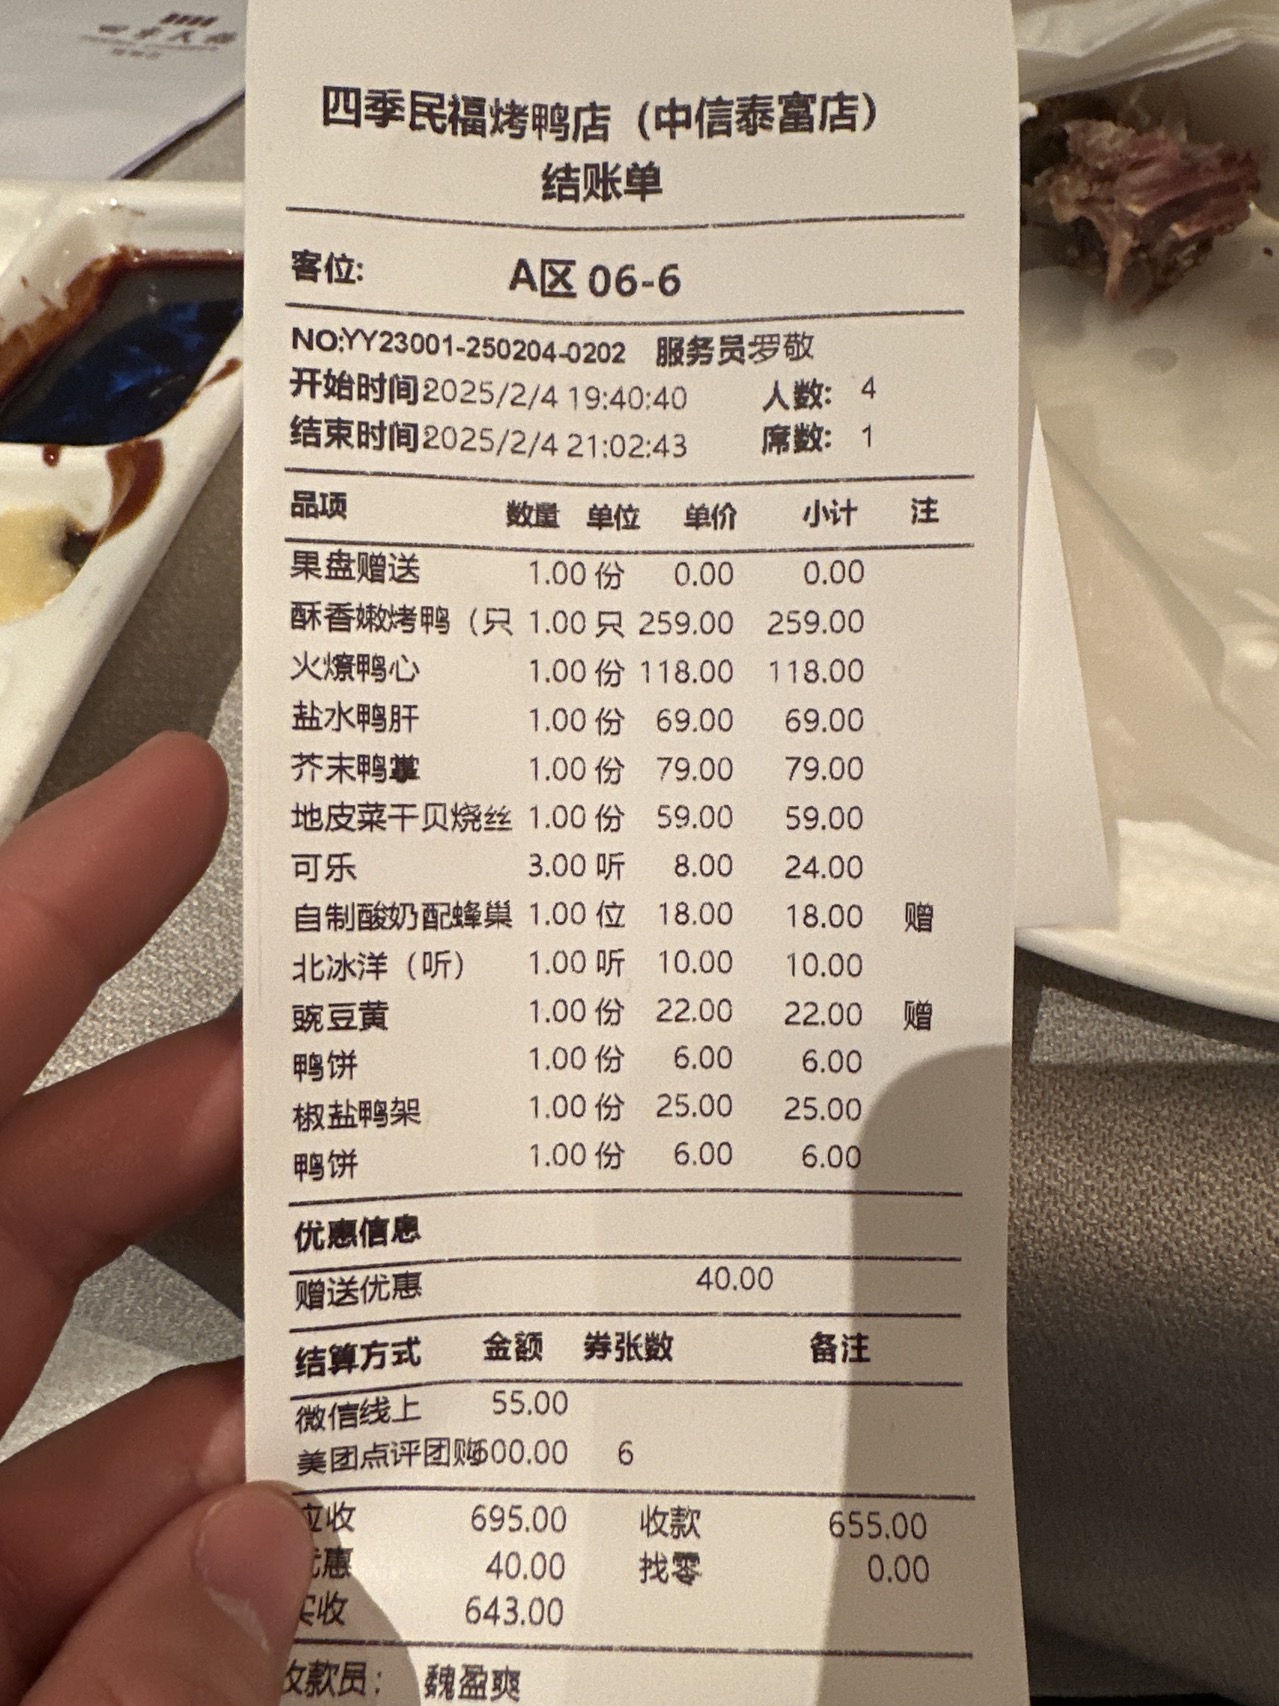 四季民福烤鸭店（中信泰富店）
结账单
客位: A区 06-6
NO:YY23001-250204-0202 服务员罗敬
开始时间2025/2/4 19:40:40 人数: 4
结束时间2025/2/4 21:02:43 席数: 1
品项 数量 单位 单价 小计 注
果盘赠送 1.00 份 0.00 0.00
酥香嫩烤鸭（只 1.00 只 259.00 259.00
火燎鸭心 1.00 份 118.00 118.00
盐水鸭肝 1.00 份 69.00 69.00
芥末鸭掌 1.00 份 79.00 79.00
地皮菜干贝烧丝 1.00 份 59.00 59.00
可乐 3.00 听 8.00 24.00
自制酸奶配蜂巢 1.00 位 18.00 18.00 赠
北冰洋（听） 1.00 听 10.00 10.00
豌豆黄 1.00 份 22.00 22.00 赠
鸭饼 1.00 份 6.00 6.00
椒盐鸭架 1.00 份 25.00 25.00
鸭饼 1.00 份 6.00 6.00
优惠信息
赠送优惠 40.00
结算方式 金额 券张数 备注
微信线上 55.00
美团点评团购600.00 6
应收 695.00 收款 655.00
优惠 40.00 找零 0.00
实收 643.00
收款员: 魏盈爽